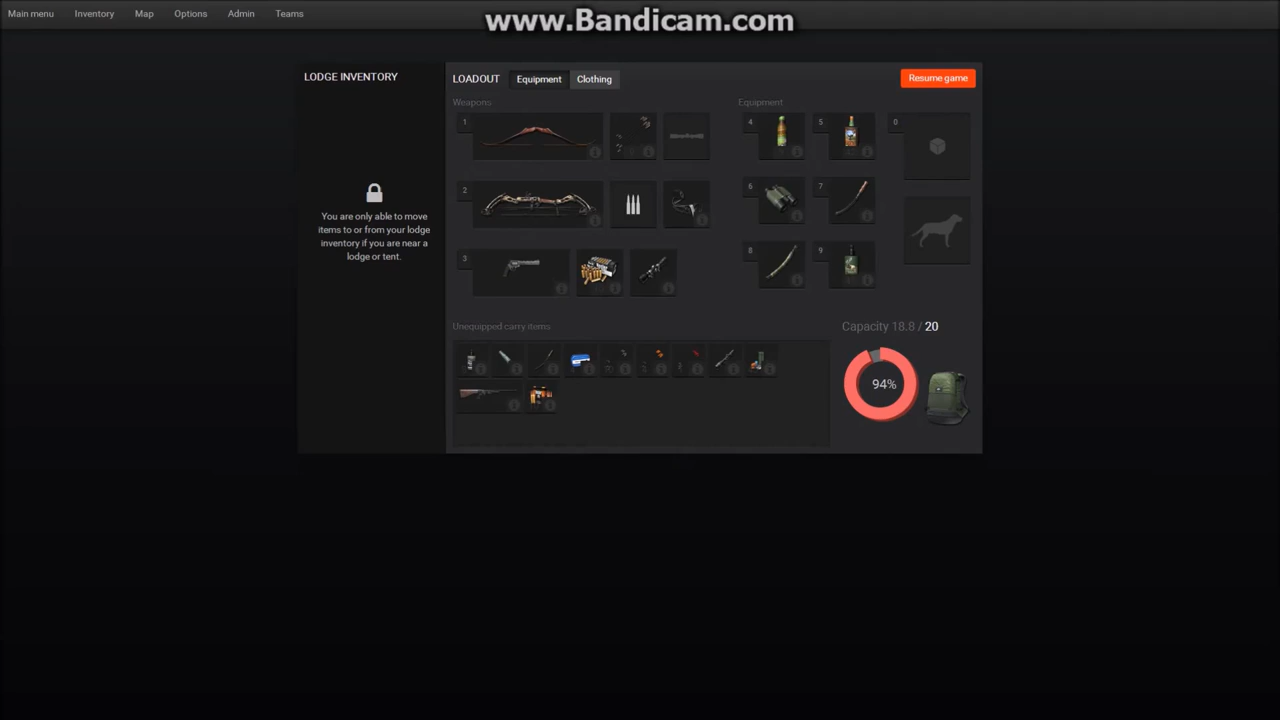 www.Bandicam.com
Main menu Inventory Map Options Admin Teams
LODGE INVENTORY
You are only able to move
items to or from your lodge
inventory if you are near a
lodge or tent.
LOADOUT Equipment Clothing Resume game
Weapons Equipment
1 4 5 0
2 6 7
3 8 9
Unequipped carry items
Capacity 18.8 / 20
94%